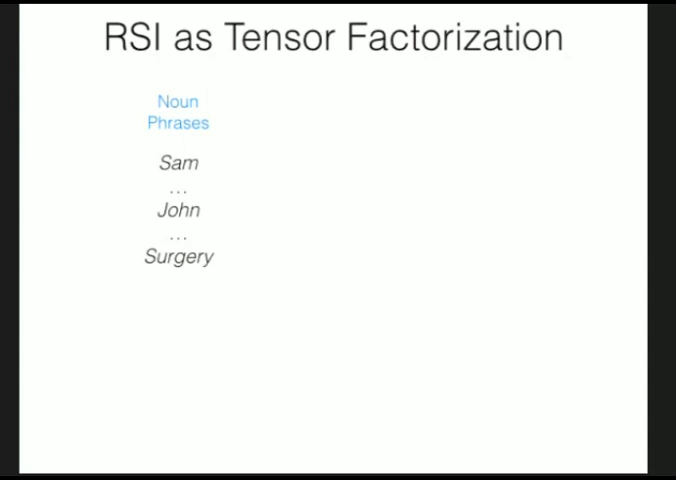 RSI as Tensor Factorization
Noun
Phrases
Sam
...
John
...
Surgery